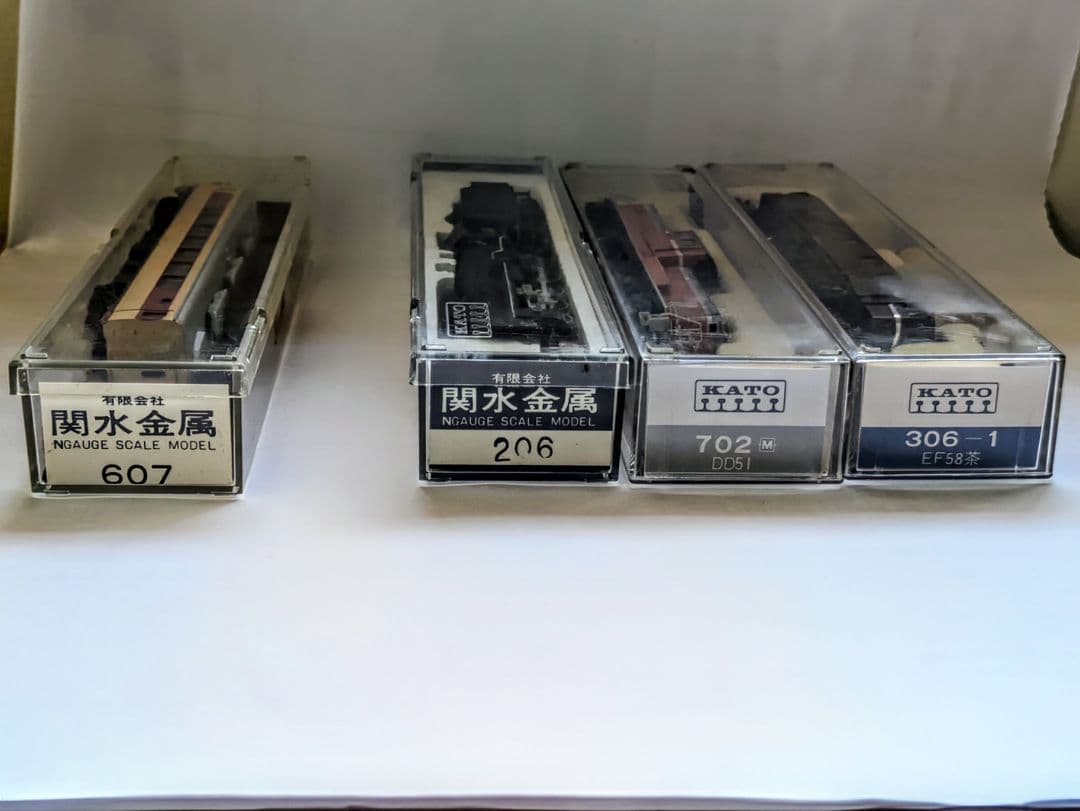 有限会社
関水金属
NGAUGE SCALE MODEL
607
KATO
有限会社
関水金属
NGAUGE SCALE MODEL
206
KATO
702 M
DD51
KATO
306-1
EF58茶